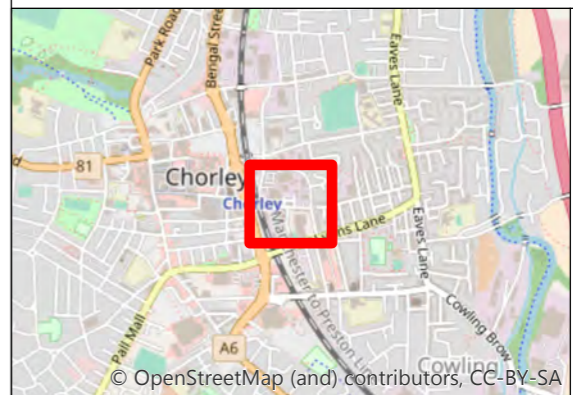 Park Road
Bengal Street
Eaves Lane
81
Chorley
Chorley
Manchester to Preston Line
Lyons Lane
Eaves Lane
Pall Mall
A6
Cowling Brow
Cowling
© OpenStreetMap (and) contributors, CC-BY-SA